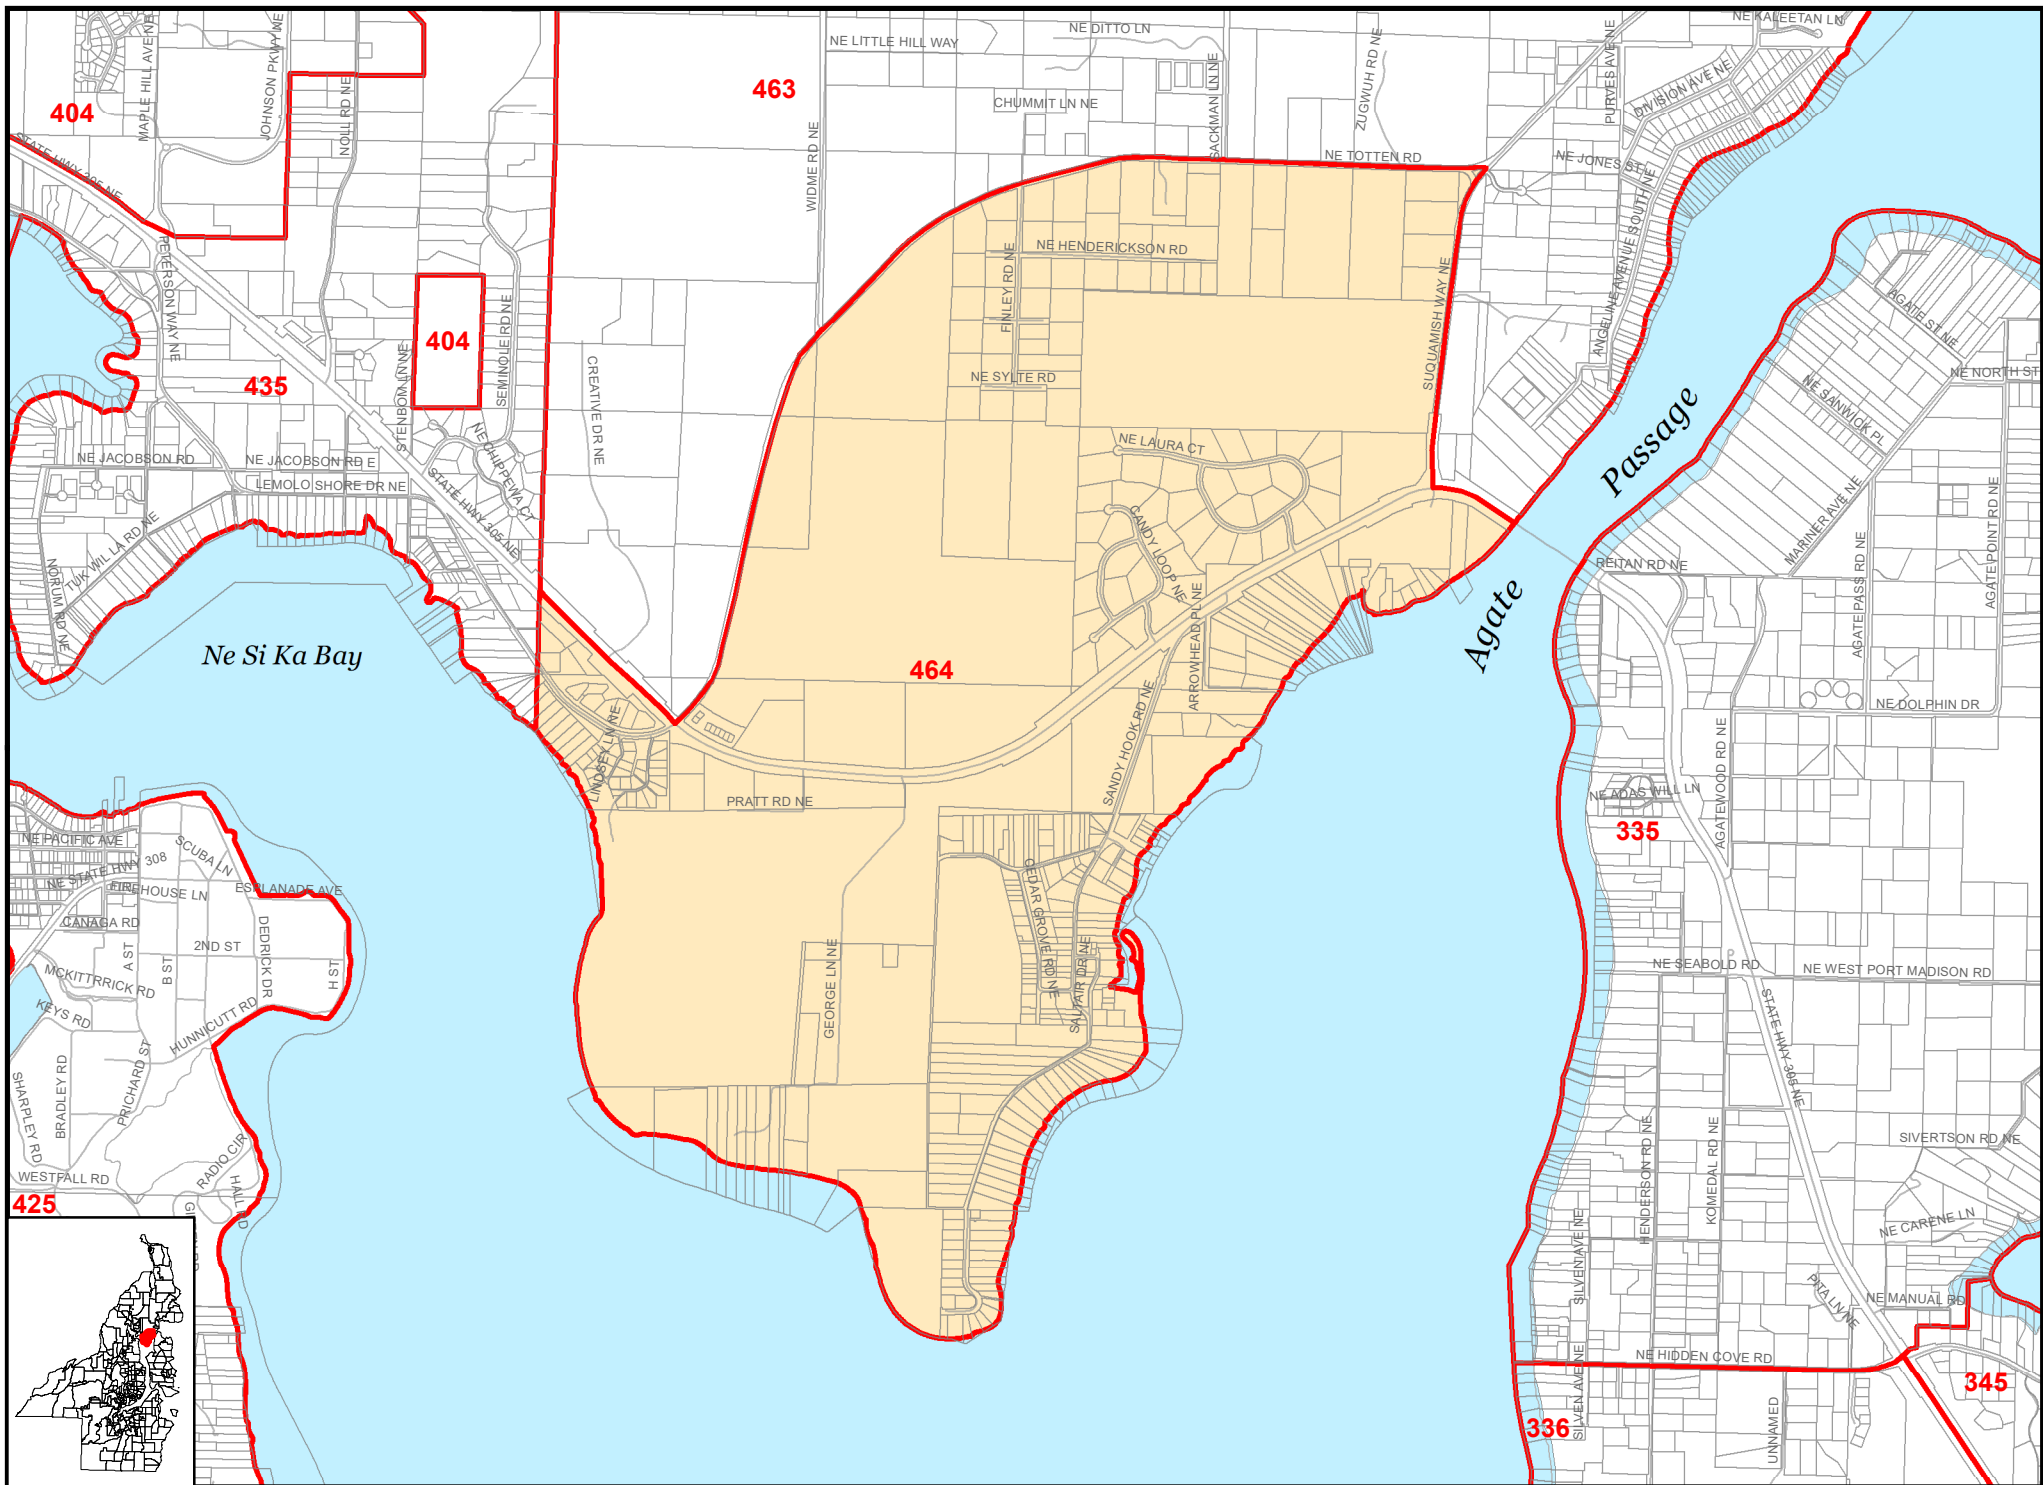 NE KALEETAN LN
NE DITTO LN
NE LITTLE HILL WAY
MAPLE HILL AVE NE
JOHNSON PKWY NE
NOLL RD NE
463
404
CHUMMIT LN NE
SACKMAN LN NE
ZUGWUH RD NE
PURVES AVE NE
DIVISION AVE NE
STATE HWY 305 NE
WIDME RD NE
NE TOTTEN RD
NE JONES ST
PETERSON WAY NE
NE HENDERICKSON RD
FINLEY RD NE
SUQUAMISH WAY NE
ANGELINE AVENUE SOUTH NE
AGATE ST NE
404
SEMINOLE RD NE
STENBOM LN NE
435
CREATIVE DR NE
NE SYLTE RD
NE NORTH ST
NE SANWICK PL
Agate Passage
NE LAURA CT
NE CHIPPEWA CT
NE JACOBSON RD
NE JACOBSON RD E
LEMOLO SHORE DR NE
STATE HWY 305 NE
TUK WIL LA RD NE
NORUM RD NE
CANDY LOOP NE
ARROWHEAD PL NE
REITAN RD NE
MARINER AVE NE
AGATE PASS RD NE
AGATE POINT RD NE
Ne Si Ka Bay
464
SANDY HOOK RD NE
LINDSEY LN NE
PRATT RD NE
NE DOLPHIN DR
AGATEWOOD RD NE
NE ADAS WILL LN
335
NE PACIFIC AVE
SCUBA LN
NE STATE HWY 308
FIREHOUSE LN
ESPLANADE AVE
CANAGA RD
A ST
B ST
2ND ST
DEDRICK DR
H ST
MCKITTRRICK RD
KEYS RD
HUNNICUTT RD
CEDAR GROVE RD NE
SALTAIR DR NE
GEORGE LN NE
NE SEABOLD RD
NE WEST PORT MADISON RD
STATE HWY 305 NE
SHARPLEY RD
BRADLEY RD
PRICHARD ST
RADIO CIR
WESTFALL RD
HALL RD
425
HENDERSON RD NE
KOMEDAL RD NE
SIVERTSON RD NE
NE CARENE LN
SILVEN AVE NE
PITA LN NE
NE MANUAL RD
NE HIDDEN COVE RD
345
336
SILVEN AVE NE
UNNAMED